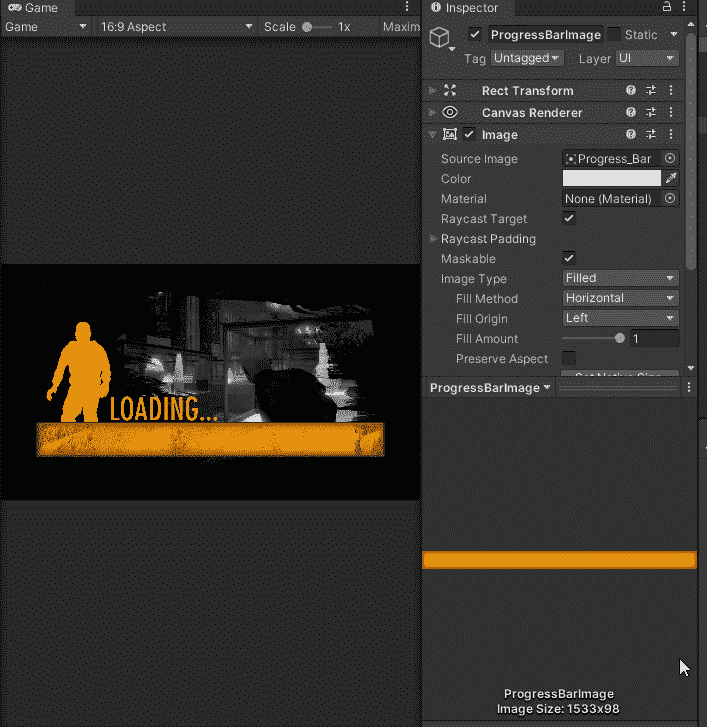 Game
Game
16:9 Aspect
Scale
1x
Maxim
LOADING...
Inspector
ProgressBarImage
Static
Tag
Untagged
Layer
UI
Rect Transform
Canvas Renderer
Image
Source Image
Progress_Bar
Color
Material
None (Material)
Raycast Target
Raycast Padding
Maskable
Image Type
Filled
Fill Method
Horizontal
Fill Origin
Left
Fill Amount
1
Preserve Aspect
ProgressBarImage
ProgressBarImage
Image Size: 1533x98